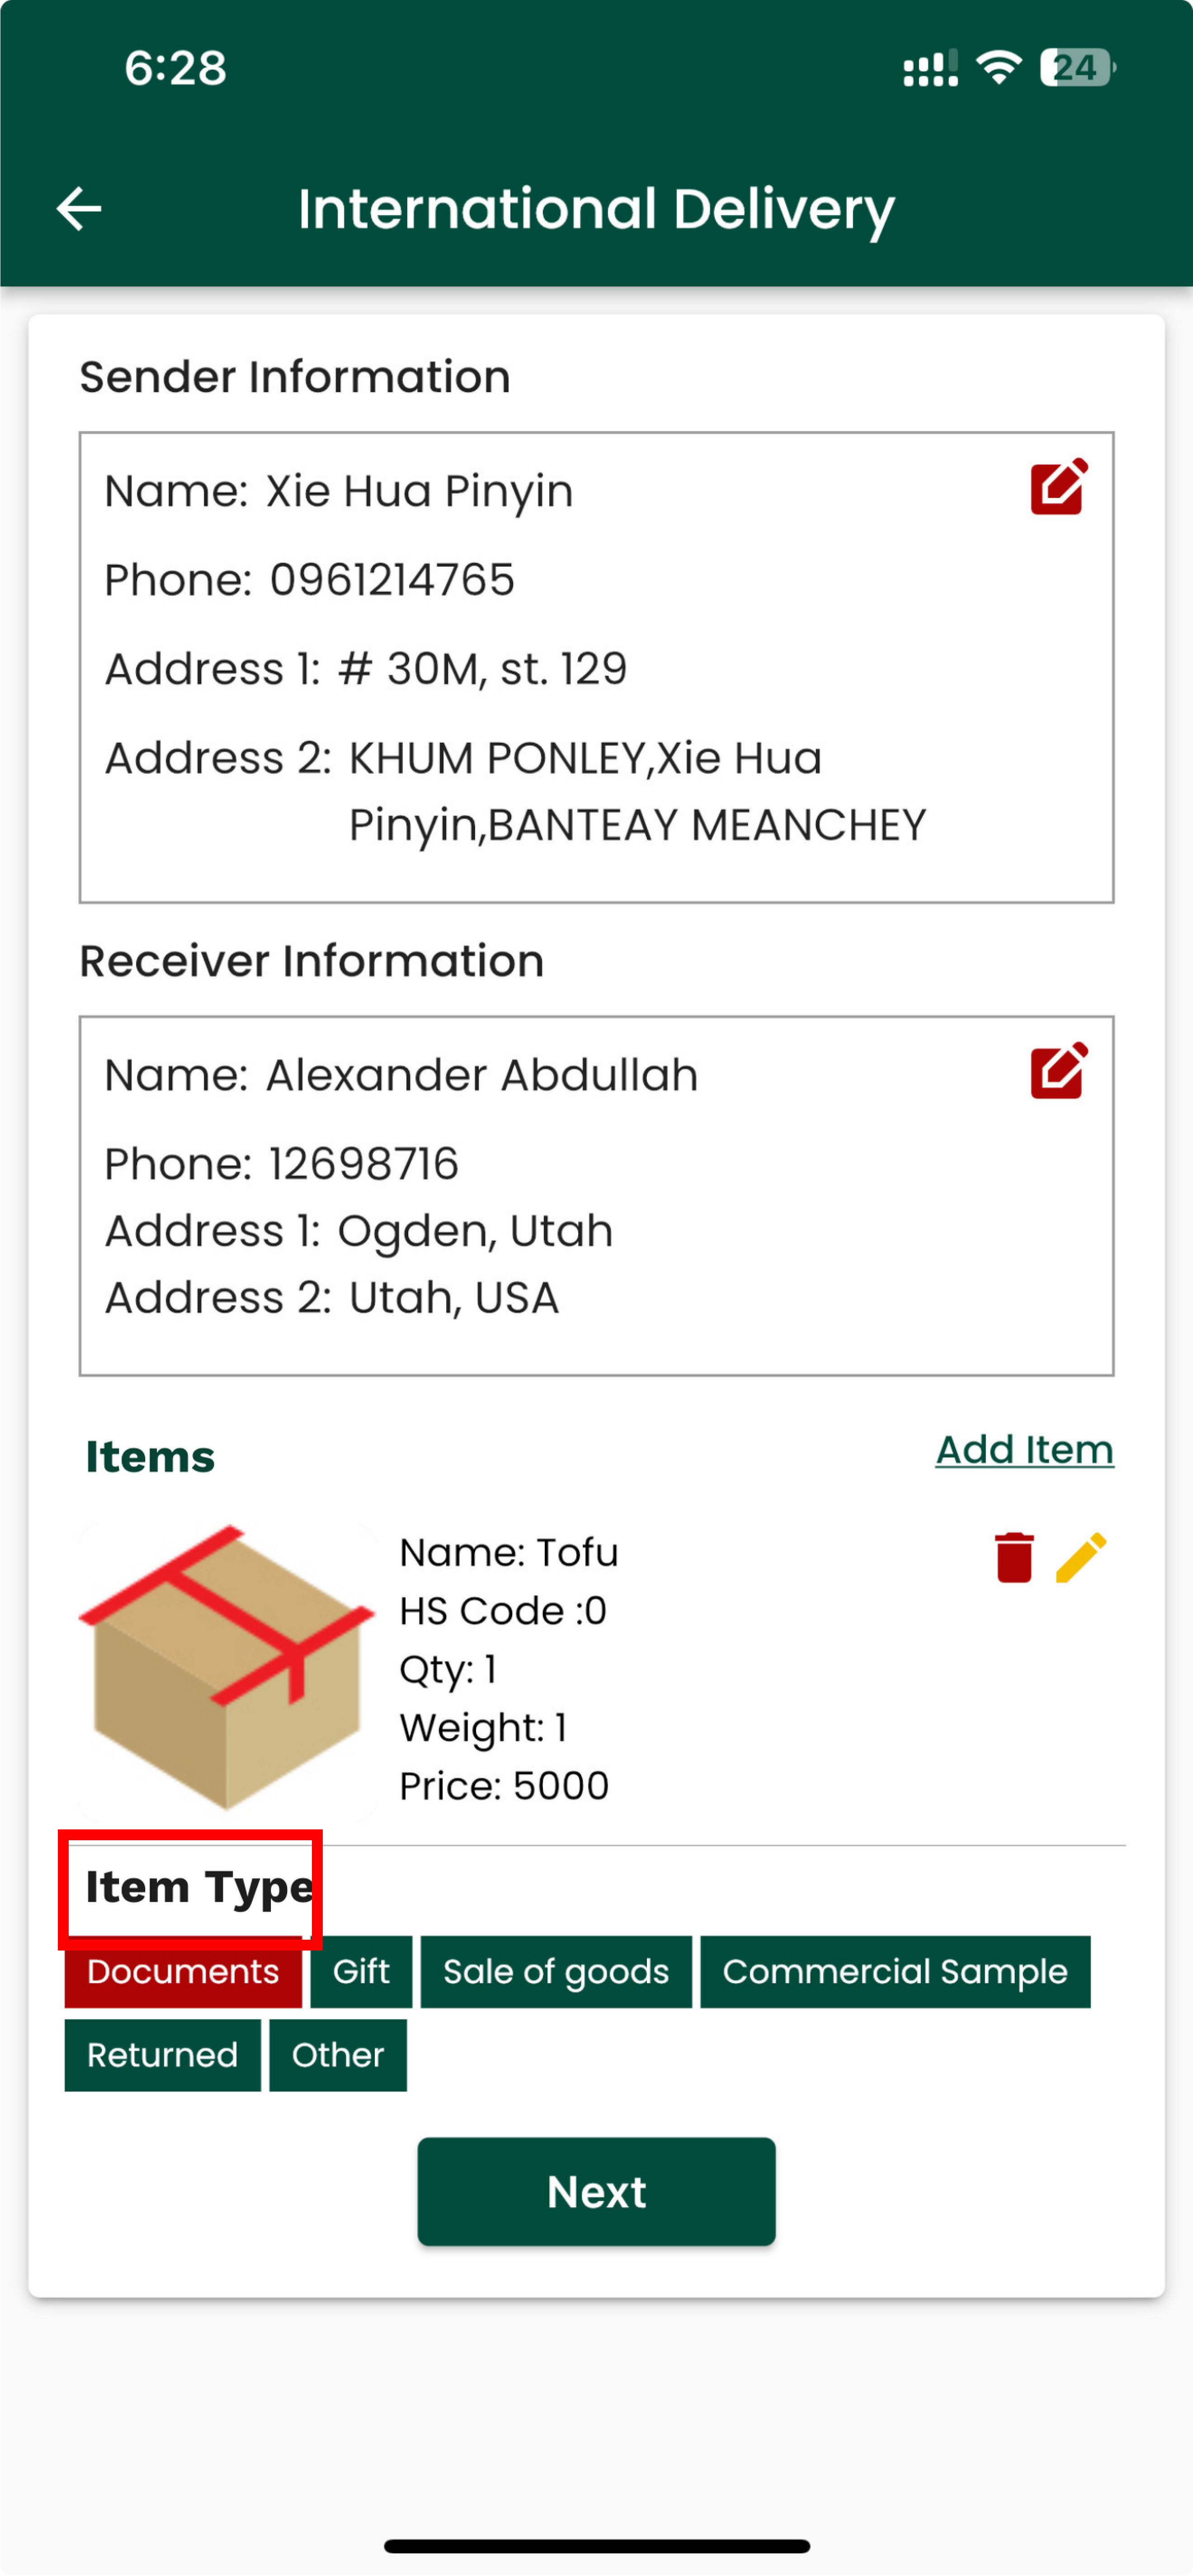 6:28
24
International Delivery
Sender Information
Name: Xie Hua Pinyin
Phone: 0961214765
Address 1: # 30M, st. 129
Address 2: KHUM PONLEY,Xie Hua
Pinyin,BANTEAY MEANCHEY
Receiver Information
Name: Alexander Abdullah
Phone: 12698716
Address 1: Ogden, Utah
Address 2: Utah, USA
Items
Add Item
Name: Tofu
HS Code :0
Qty: 1
Weight: 1
Price: 5000
Item Type
Documents Gift Sale of goods Commercial Sample
Returned Other
Next